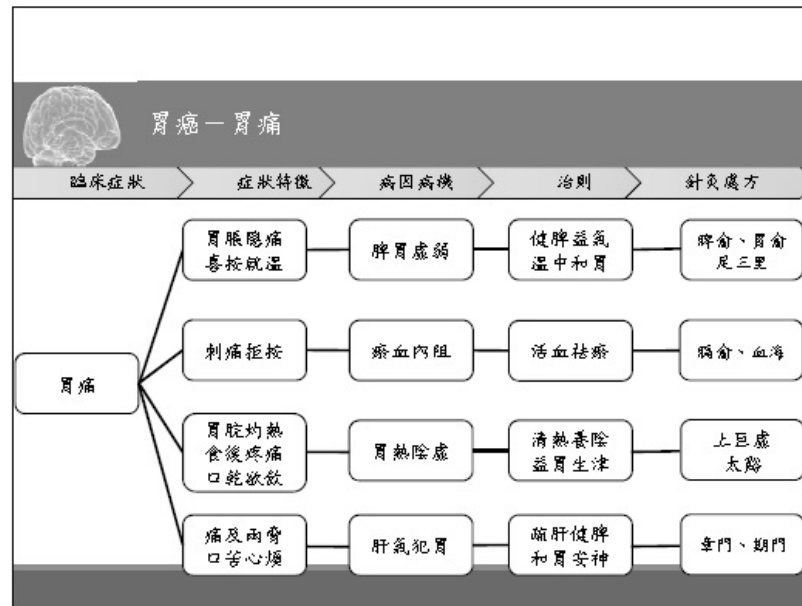 胃癌－胃痛
臨床症狀
症狀特徵
病因病機
治則
針灸處方
胃痛
胃脹隱痛
喜按就溫
脾胃虛弱
健脾益氣
溫中和胃
脾俞、胃俞
足三里
刺痛拒按
瘀血內阻
活血祛瘀
膈俞、血海
胃脘灼熱
食後疼痛
口乾欲飲
胃熱陰虛
清熱養陰
益胃生津
上巨虛
太谿
痛及兩脅
口苦心煩
肝氣犯胃
疏肝健脾
和胃安神
章門、期門